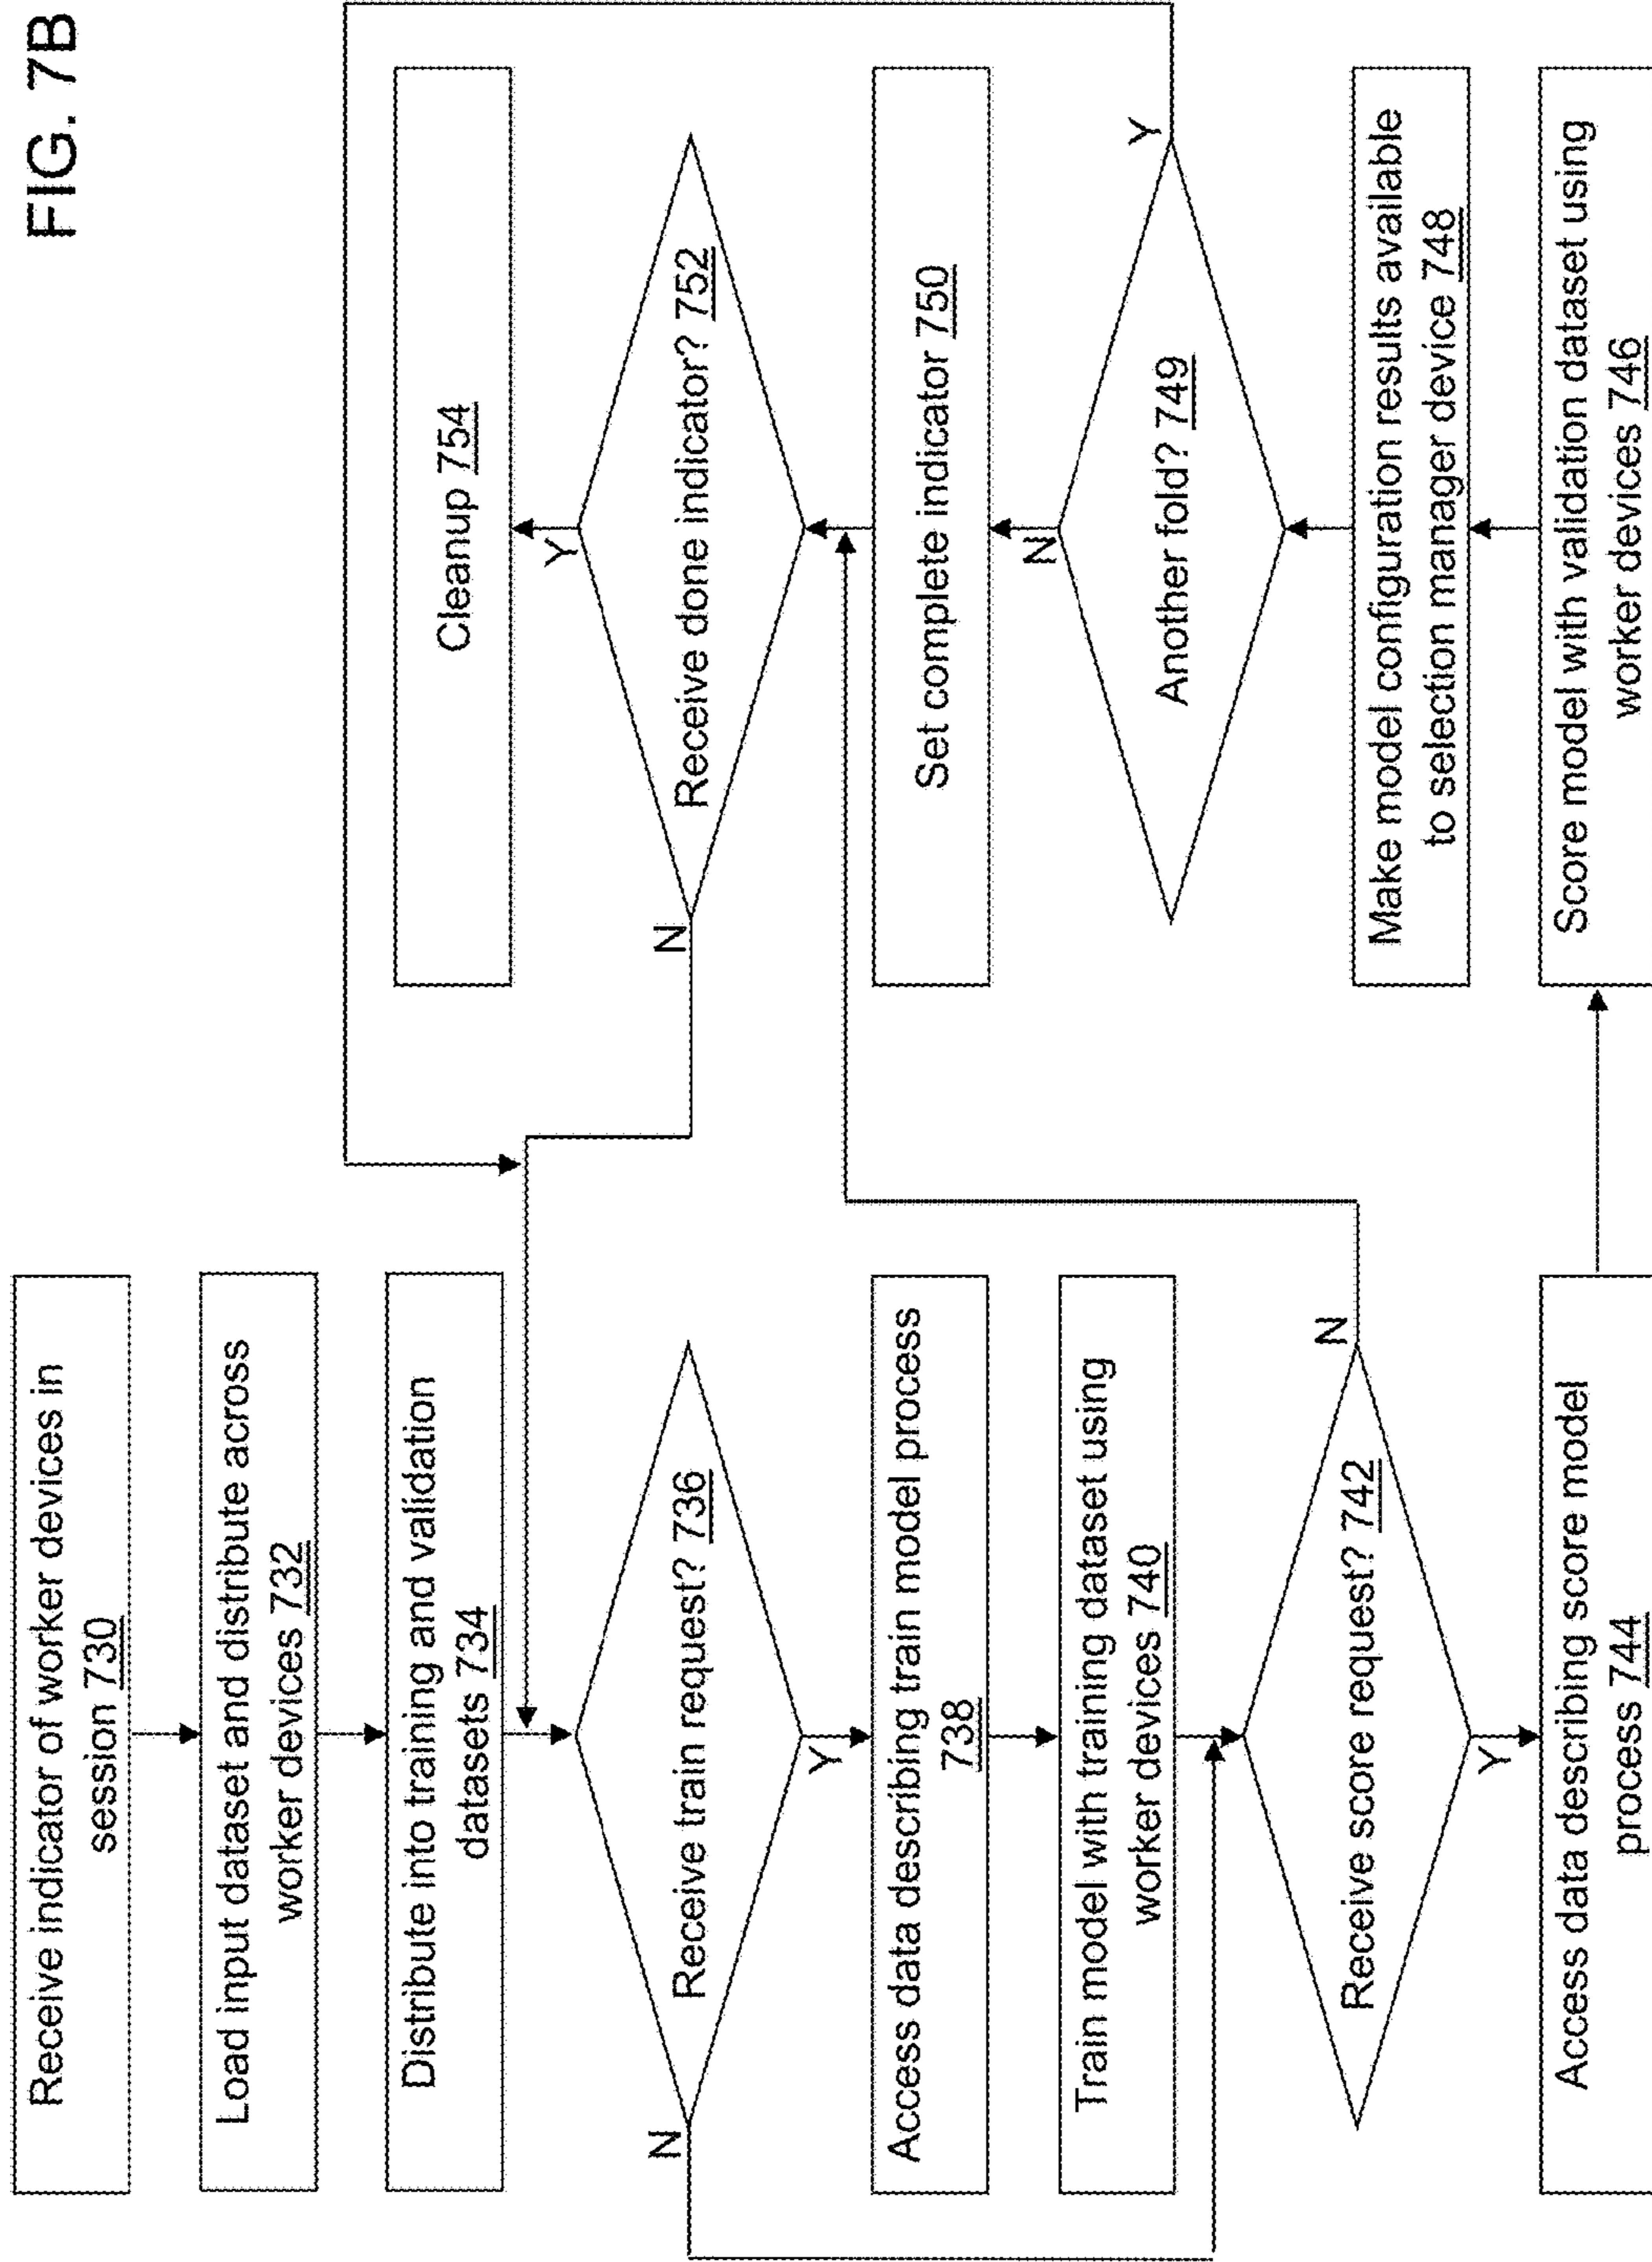 FIG. 7B
Receive indicator of worker devices in
session 730
Load input dataset and distribute across
worker devices 732
Distribute into training and validation
datasets 734
Receive train request? 736
N
Y
Access data describing train model process
738
Train model with training dataset using
worker devices 740
Receive score request? 742
N
Y
Access data describing score model
process 744
Score model with validation dataset using
worker devices 746
Make model configuration results available
to selection manager device 748
Another fold? 749
Y
N
Set complete indicator 750
Receive done indicator? 752
N
Y
Cleanup 754